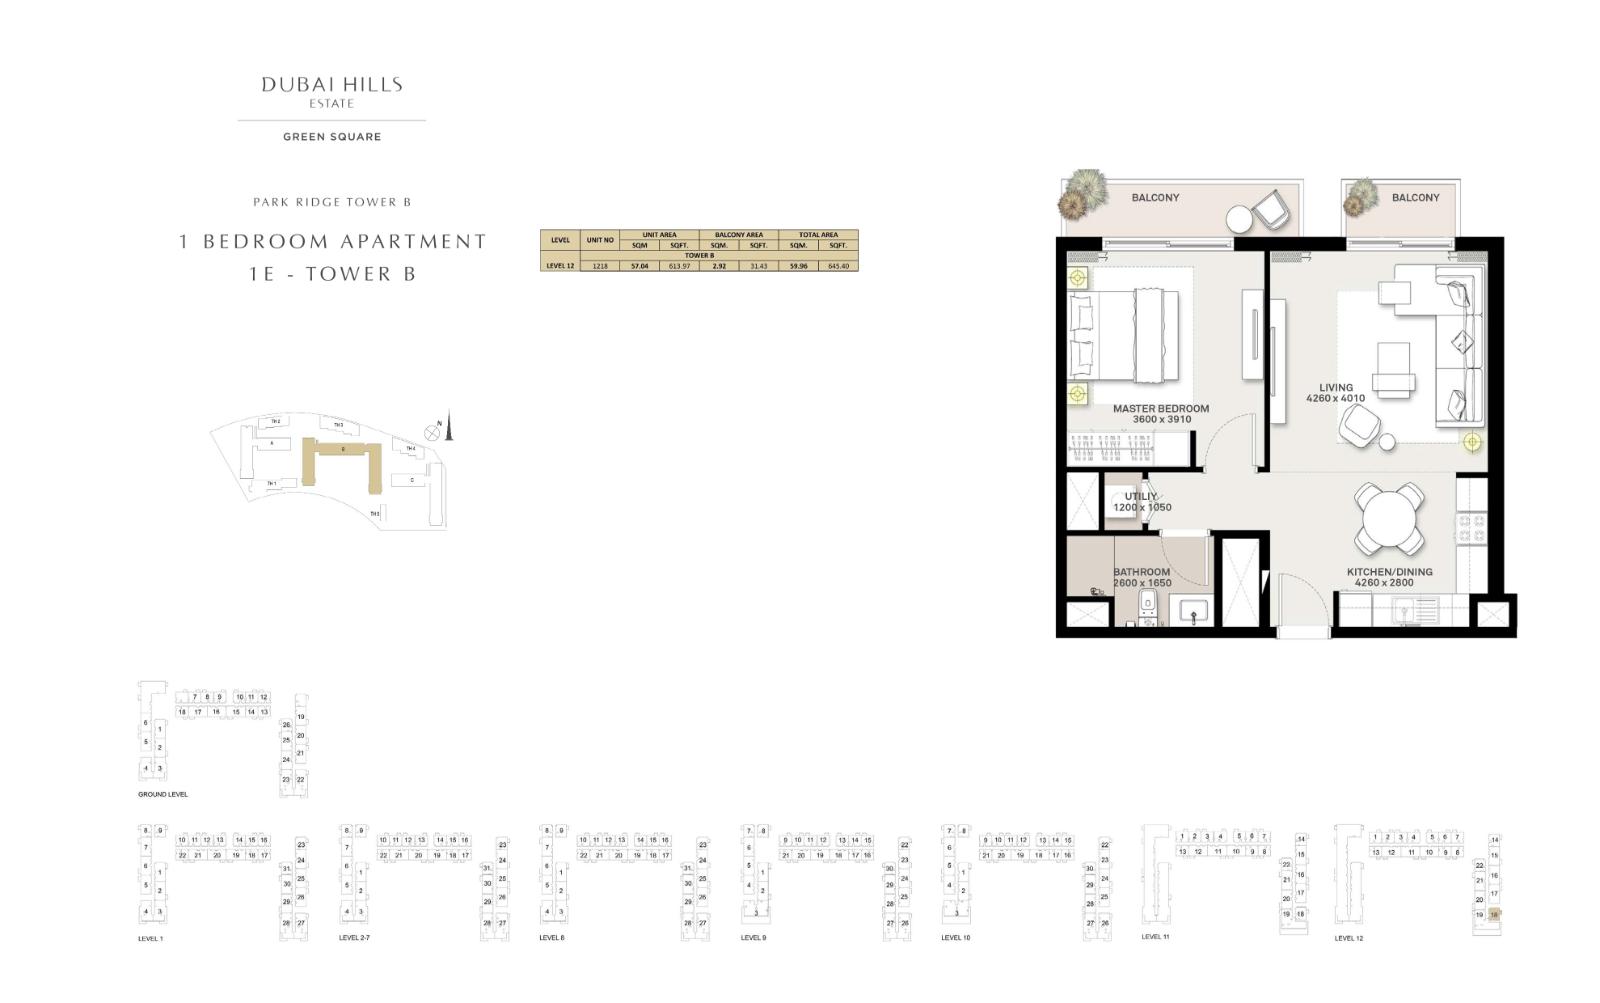 DUBAI HILLS
ESTATE
GREEN SQUARE
PARK RIDGE TOWER B
1 BEDROOM APARTMENT
1E - TOWER B
LEVEL UNIT NO UNIT AREA BALCONY AREA TOTAL AREA
SQM SQFT. SQM. SQFT. SQM. SQFT.
TOWER B
LEVEL 12 1218 57.04 613.97 2.92 31.43 59.96 645.40
BALCONY
BALCONY
MASTER BEDROOM
3600 x 3910
LIVING
4260 x 4010
UTILIY
1200 x 1050
BATHROOM
2600 x 1650
KITCHEN/DINING
4260 x 2800
TH 2
TH 3
N
A
B
TH 4
TH 1
C
TH 5
7 8 9 10 11 12
18 17 16 15 14 13
6
5
4
1
2
3
19
20
21
22
26
25
24
23
GROUND LEVEL
8 9
7
6
5
4
1
2
3
10 11 12 13 14 15 16
22 21 20 19 18 17
23
24
25
26
27
31
30
29
28
LEVEL 1
8 9
7
6
5
4
1
2
3
10 11 12 13 14 15 16
22 21 20 19 18 17
23
24
25
26
27
31
30
29
28
LEVEL 2-7
8 9
7
6
5
4
1
2
3
10 11 12 13 14 15 16
22 21 20 19 18 17
23
24
25
26
27
31
30
29
28
LEVEL 8
7 8
6
5
4
1
2
3
9 10 11 12 13 14 15
21 20 19 18 17 16
22
23
24
25
26
30
29
28
27
LEVEL 9
7 8
6
5
4
1
2
3
9 10 11 12 13 14 15
21 20 19 18 17 16
22
23
24
25
26
30
29
28
27
LEVEL 10
1 2 3 4 5 6 7
13 12 11 10 9 8
14
15
16
17
18
22
21
20
19
LEVEL 11
1 2 3 4 5 6 7
13 12 11 10 9 8
14
15
16
17
18
22
21
20
19
LEVEL 12